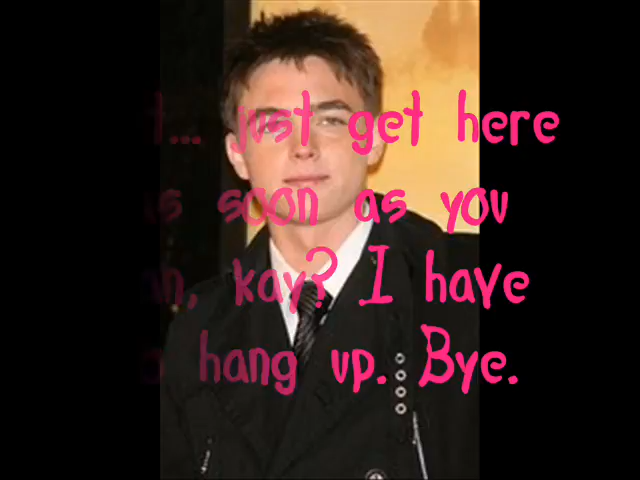 just get here
soon as you
kay? I have
hang up. Bye.